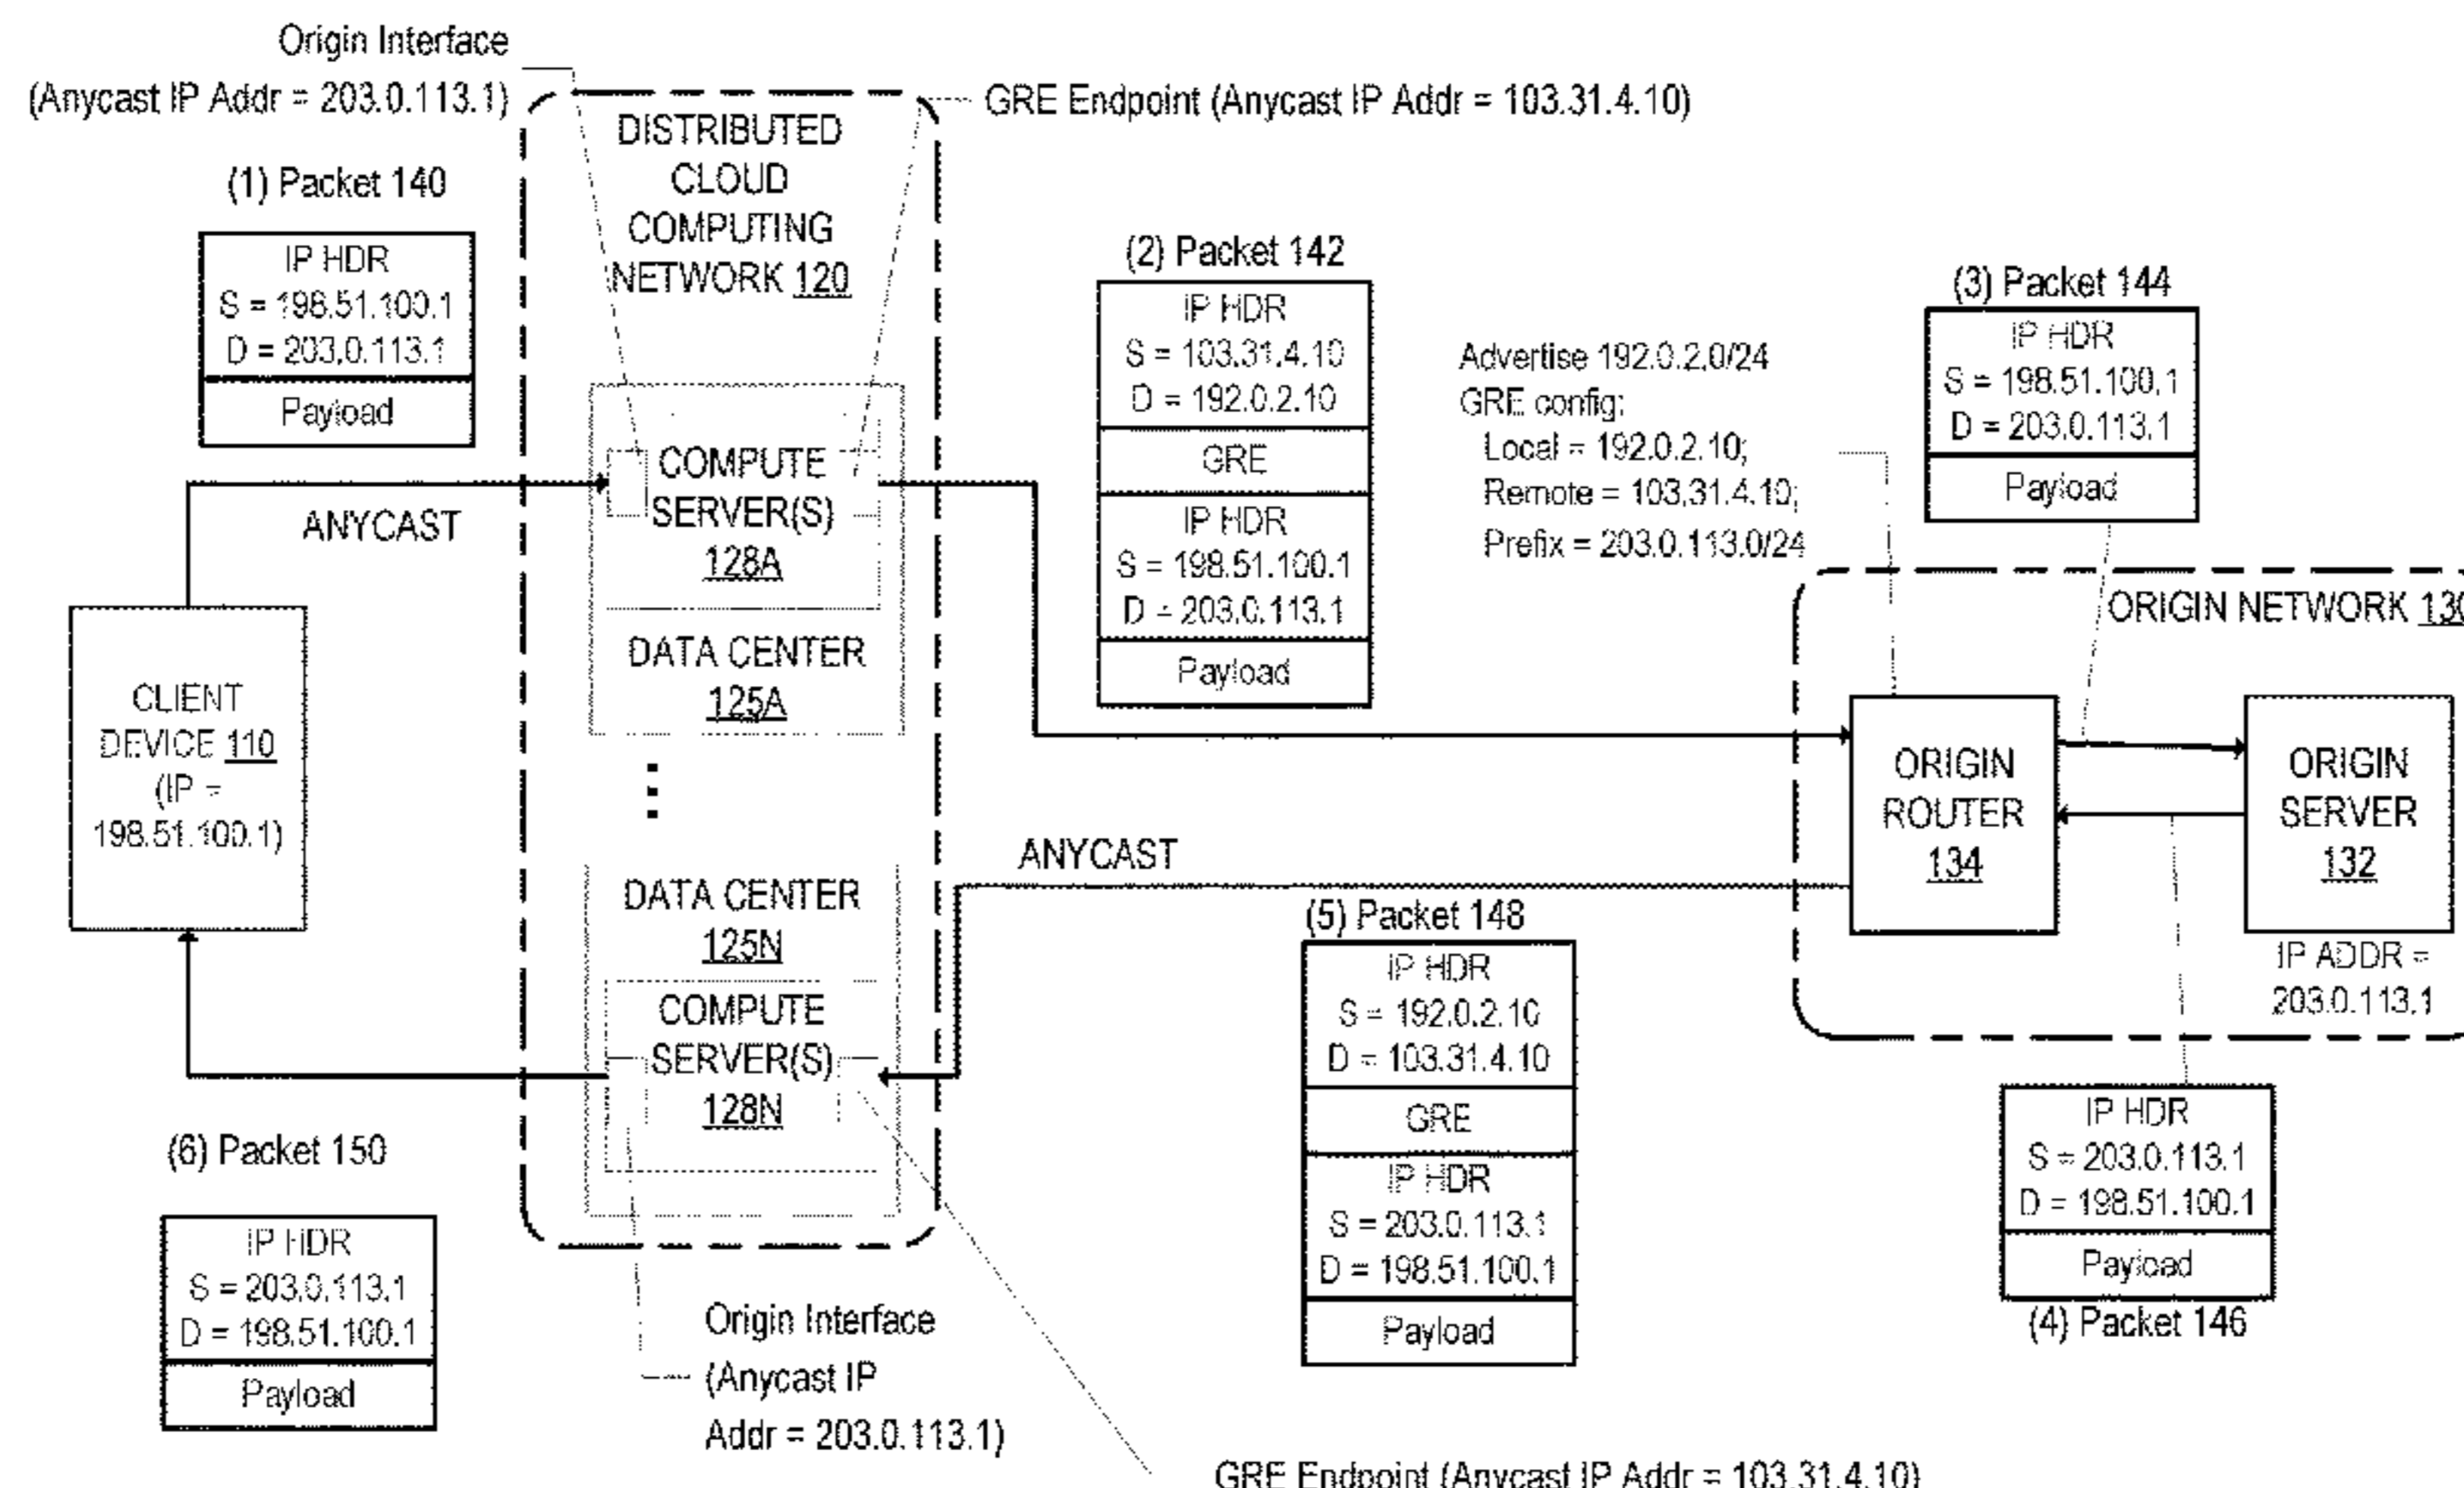 Origin Interface
(Anycast IP Addr = 203.0.113.1)
GRE Endpoint (Anycast IP Addr = 103.31.4.10)
DISTRIBUTED
CLOUD
COMPUTING
NETWORK 120
(1) Packet 140
IP HDR
S = 198.51.100.1
D = 203.0.113.1
Payload
ANYCAST
COMPUTE
SERVER(S)
128A
DATA CENTER
125A
(2) Packet 142
IP HDR
S = 103.31.4.10
D = 192.0.2.10
GRE
IP HDR
S = 198.51.100.1
D = 203.0.113.1
Payload
Advertise 192.0.2.0/24
GRE config:
Local = 192.0.2.10;
Remote = 103.31.4.10;
Prefix = 203.0.113.0/24
(3) Packet 144
IP HDR
S = 198.51.100.1
D = 203.0.113.1
Payload
ORIGIN NETWORK 130
CLIENT
DEVICE 110
(IP =
198.51.100.1)
ORIGIN
ROUTER
134
ORIGIN
SERVER
132
IP ADDR =
203.0.113.1
ANYCAST
DATA CENTER
125N
COMPUTE
SERVER(S)
128N
(5) Packet 148
IP HDR
S = 192.0.2.10
D = 103.31.4.10
GRE
IP HDR
S = 203.0.113.1
D = 198.51.100.1
Payload
IP HDR
S = 203.0.113.1
D = 198.51.100.1
Payload
(4) Packet 146
(6) Packet 150
IP HDR
S = 203.0.113.1
D = 198.51.100.1
Payload
Origin Interface
(Anycast IP
Addr = 203.0.113.1)
GRE Endpoint (Anycast IP Addr = 103.31.4.10)